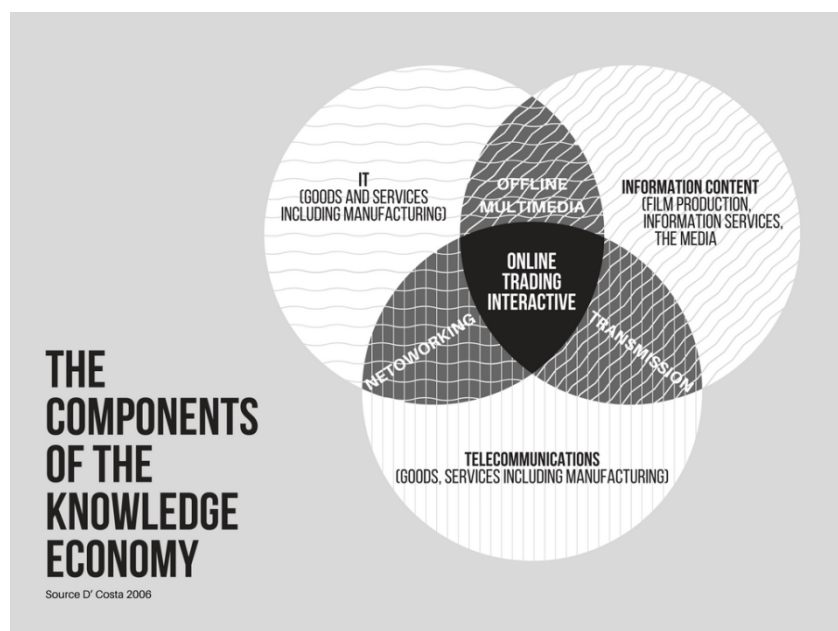 IT
(GOODS AND SERVICES
INCLUDING MANUFACTURING)
OFFLINE
MULTIMEDIA
INFORMATION CONTENT
(FILM PRODUCTION,
INFORMATION SERVICES,
THE MEDIA
ONLINE
TRADING
INTERACTIVE
NETOWORKING
TRANSMISSION
TELECOMMUNICATIONS
(GOODS, SERVICES INCLUDING MANUFACTURING)
THE
COMPONENTS
OF THE
KNOWLEDGE
ECONOMY
Source D' Costa 2006